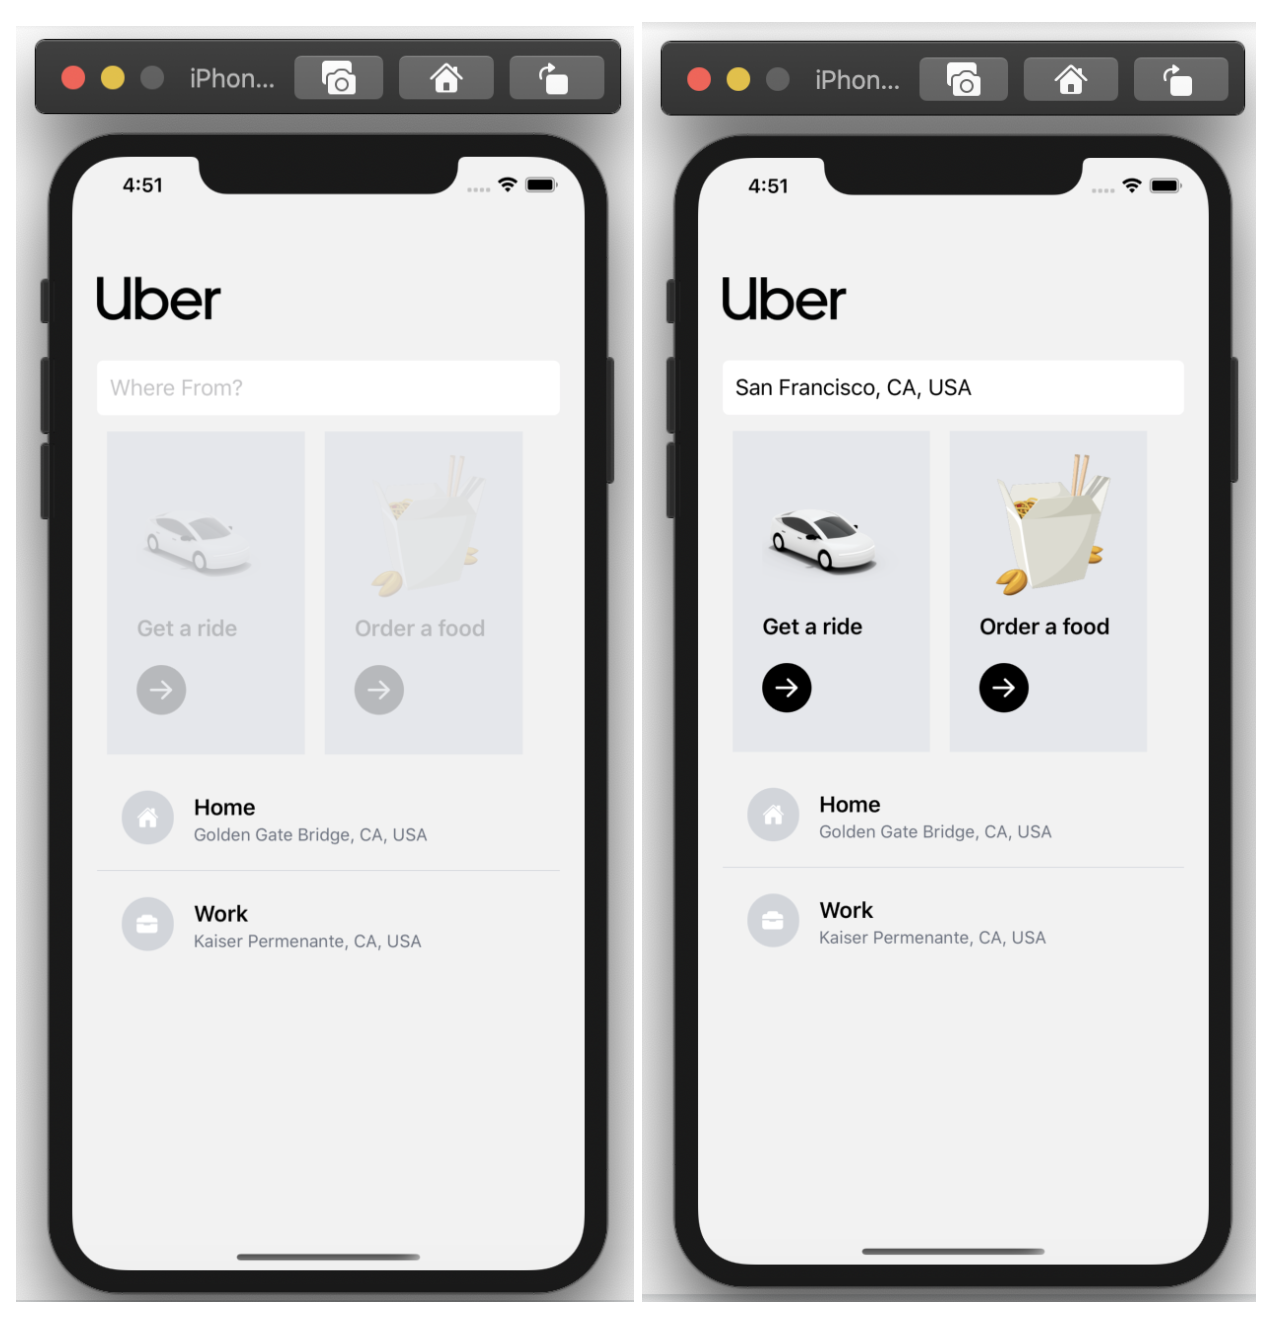 iPhon...
4:51
Uber
Where From?
Get a ride
Order a food
Home
Golden Gate Bridge, CA, USA
Work
Kaiser Permenante, CA, USA
iPhon...
4:51
Uber
San Francisco, CA, USA
Get a ride
Order a food
Home
Golden Gate Bridge, CA, USA
Work
Kaiser Permenante, CA, USA